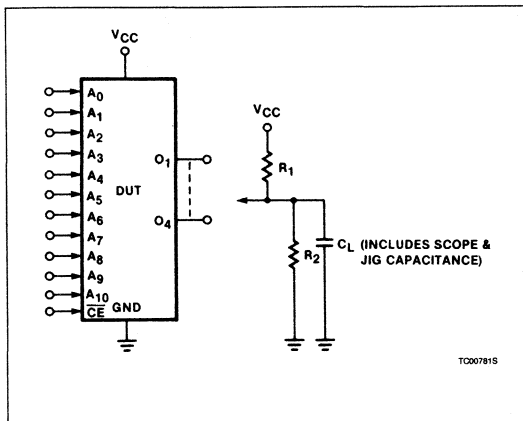 VCC
A0
A1
A2
A3
A4
A5
A6
A7
A8
A9
A10
CE
GND
DUT
O1
O4
VCC
R1
R2
CL (INCLUDES SCOPE &
JIG CAPACITANCE)
TC00781S